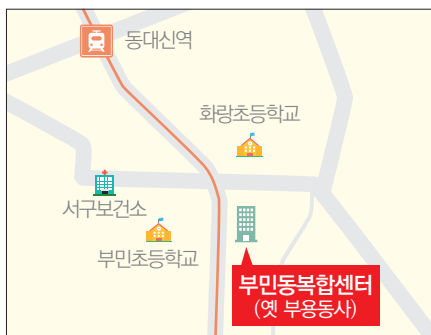 동대신역
화랑초등학교
서구보건소
부민초등학교
부민동복합센터
(옛 부용동사)